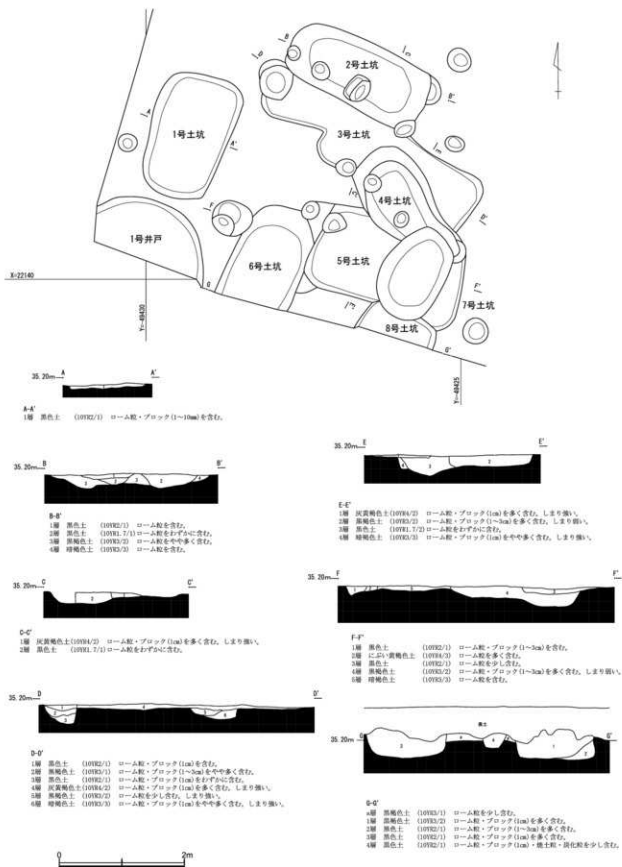 B
C
2号土坑
D
B'
A
1号土坑
3号土坑
E
A'
4号土坑
F
D'
1号井戸
6号土坑
5号土坑
X=22140
G
F'
7号土坑
8号土坑
G'
Y=-49430
Y=-49425
A A'
35.20m
A-A'
1層 黒色土 (10YR2/1) ローム粒・ブロック(1~10mm)を含む。
B B'
35.20m
B-B'
1層 黒色土 (10YR2/1) ローム粒を含む。
2層 黒色土 (10YR1.7/1)ローム粒をわずかに含む。
3層 黒褐色土 (10YR3/2) ローム粒をやや多く含む。
4層 暗褐色土 (10YR3/3) ローム粒を含む。
E E'
35.20m
E-E'
1層 灰黄褐色土(10YR4/2) ローム粒・ブロック(1cm)を多く含む。しまり強い。
2層 黒褐色土 (10YR3/2) ローム粒・ブロック(1~3cm)を多く含む。しまり弱い。
3層 黒色土 (10YR1.7/2)ローム粒をわずかに含む。
4層 暗褐色土 (10YR3/3) ローム粒・ブロック(1cm)をやや多く含む。しまり強い。
C C'
35.20m
C-C'
1層 灰黄褐色土(10YR4/2) ローム粒・ブロック(1cm)を多く含む。しまり強い。
2層 黒色土 (10YR1.7/1)ローム粒をわずかに含む。
F F'
35.20m
F-F'
1層 黒色土 (10YR2/1) ローム粒・ブロック(1~3cm)を含む。
2層 にぶい黄褐色土(10YR4/3) ローム粒を多く含む。
3層 黒色土 (10YR2/1) ローム粒を少し含む。
4層 黒褐色土 (10YR3/2) ローム粒・ブロック(1~3cm)を多く含む。しまり弱い。
5層 暗褐色土 (10YR3/3) ローム粒を含む。
D D'
35.20m
D-D'
1層 黒色土 (10YR2/1) ローム粒・ブロック(1cm)を含む。
2層 黒褐色土 (10YR3/1) ローム粒・ブロック(1~3cm)をやや多く含む。
3層 黒色土 (10YR2/1) ローム粒・ブロック(1cm)をわずかに含む。
4層 灰黄褐色土(10YR4/2) ローム粒・ブロック(1cm)を多く含む。しまり強い。
5層 黒褐色土 (10YR3/2) ローム粒を少し含む。しまり強い。
6層 暗褐色土 (10YR3/3) ローム粒・ブロック(1cm)をやや多く含む。しまり強い。
表土
35.20m G G'
G-G'
a層 黒褐色土 (10YR3/1) ローム粒を少し含む。
1層 黒褐色土 (10YR3/2) ローム粒・ブロック(1cm)を多く含む。
2層 黒色土 (10YR2/1) ローム粒・ブロック(1~3cm)を多く含む。
3層 黒色土 (10YR2/1) ローム粒・ブロック(1cm)を多く含む。
4層 黒色土 (10YR2/1) ローム粒・ブロック(1cm)・焼土粒・炭化粒を少し含む。
0 2m